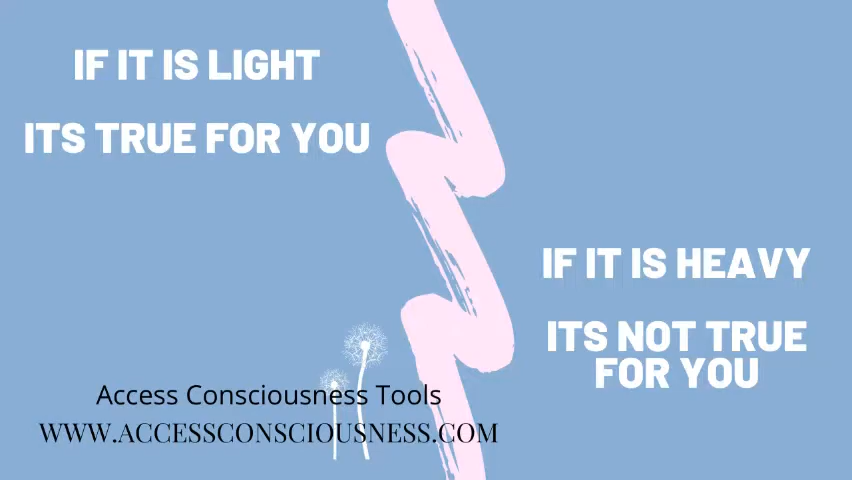 IF IT IS LIGHT
ITS TRUE FOR YOU
IF IT IS HEAVY
ITS NOT TRUE
FOR YOU
Access Consciousness Tools
WWW.ACCESSCONSCIOUSNESS.COM